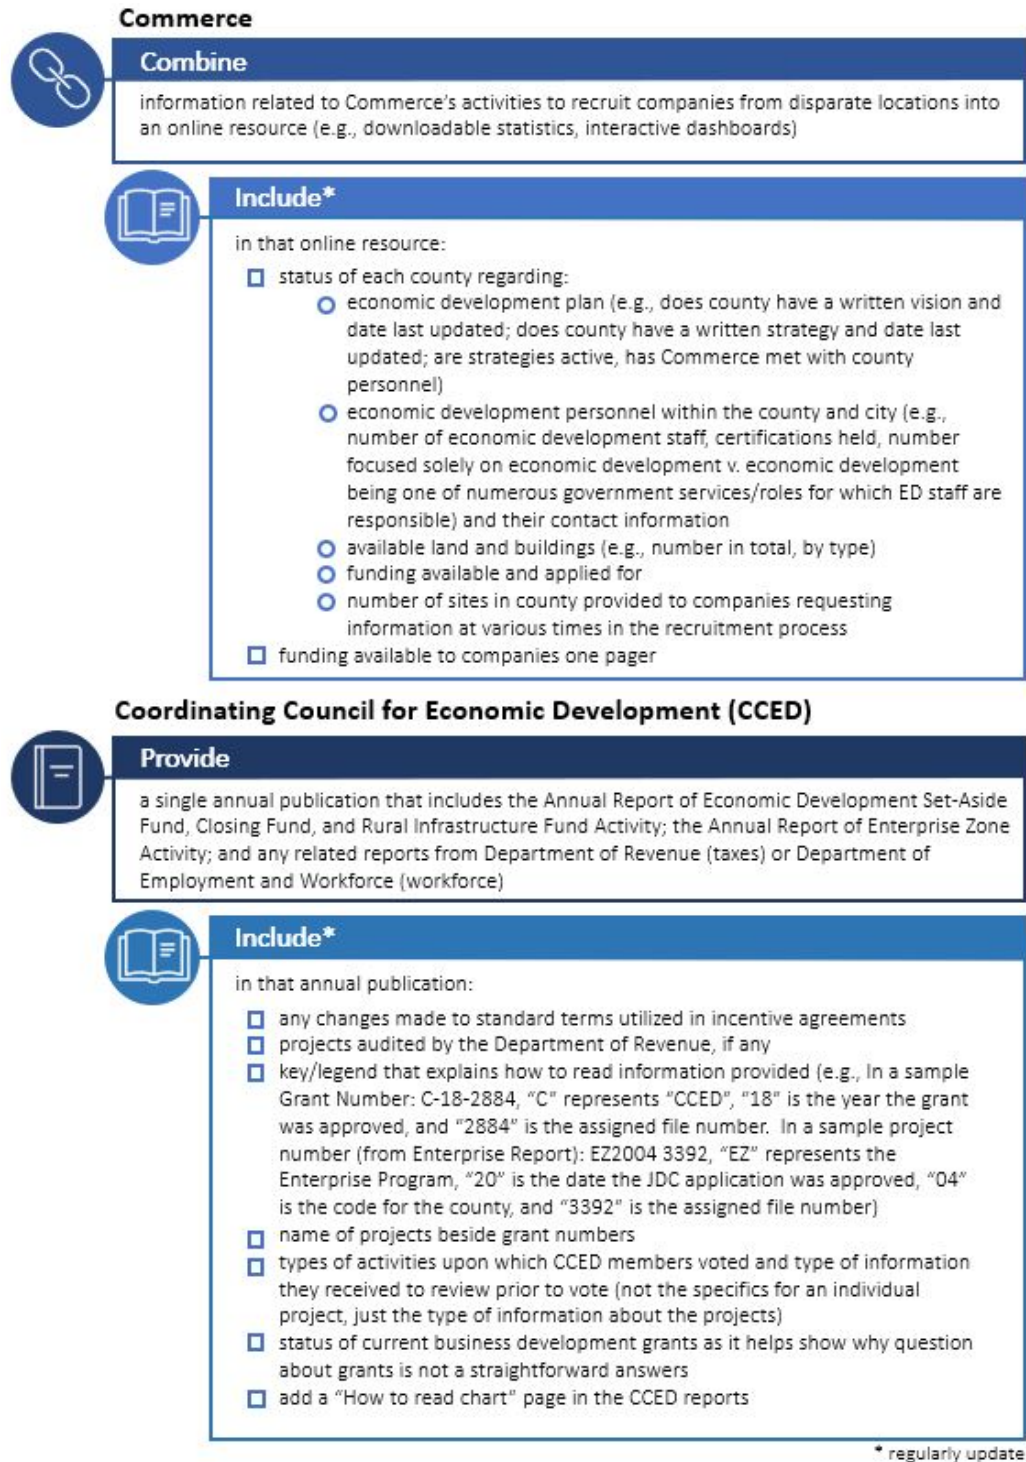 Commerce
Combine
information related to Commerce's activities to recruit companies from disparate locations into
an online resource (e.g., downloadable statistics, interactive dashboards)
Include*
in that online resource:
status of each county regarding:
economic development plan (e.g., does county have a written vision and
date last updated; does county have a written strategy and date last
updated; are strategies active, has Commerce met with county
personnel)
economic development personnel within the county and city (e.g.,
number of economic development staff, certifications held, number
focused solely on economic development v. economic development
being one of numerous government services/roles for which ED staff are
responsible) and their contact information
available land and buildings (e.g., number in total, by type)
funding available and applied for
number of sites in county provided to companies requesting
information at various times in the recruitment process
funding available to companies one pager
Coordinating Council for Economic Development (CCED)
Provide
a single annual publication that includes the Annual Report of Economic Development Set-Aside
Fund, Closing Fund, and Rural Infrastructure Fund Activity; the Annual Report of Enterprise Zone
Activity; and any related reports from Department of Revenue (taxes) or Department of
Employment and Workforce (workforce)
Include*
in that annual publication:
any changes made to standard terms utilized in incentive agreements
projects audited by the Department of Revenue, if any
key/legend that explains how to read information provided (e.g., In a sample
Grant Number: C-18-2884, “C” represents “CCED”, “18” is the year the grant
was approved, and “2884” is the assigned file number.  In a sample project
number (from Enterprise Report): EZ2004 3392, “EZ” represents the
Enterprise Program, “20” is the date the JDC application was approved, “04”
is the code for the county, and “3392” is the assigned file number)
name of projects beside grant numbers
types of activities upon which CCED members voted and type of information
they received to review prior to vote (not the specifics for an individual
project, just the type of information about the projects)
status of current business development grants as it helps show why question
about grants is not a straightforward answers
add a “How to read chart” page in the CCED reports
* regularly update